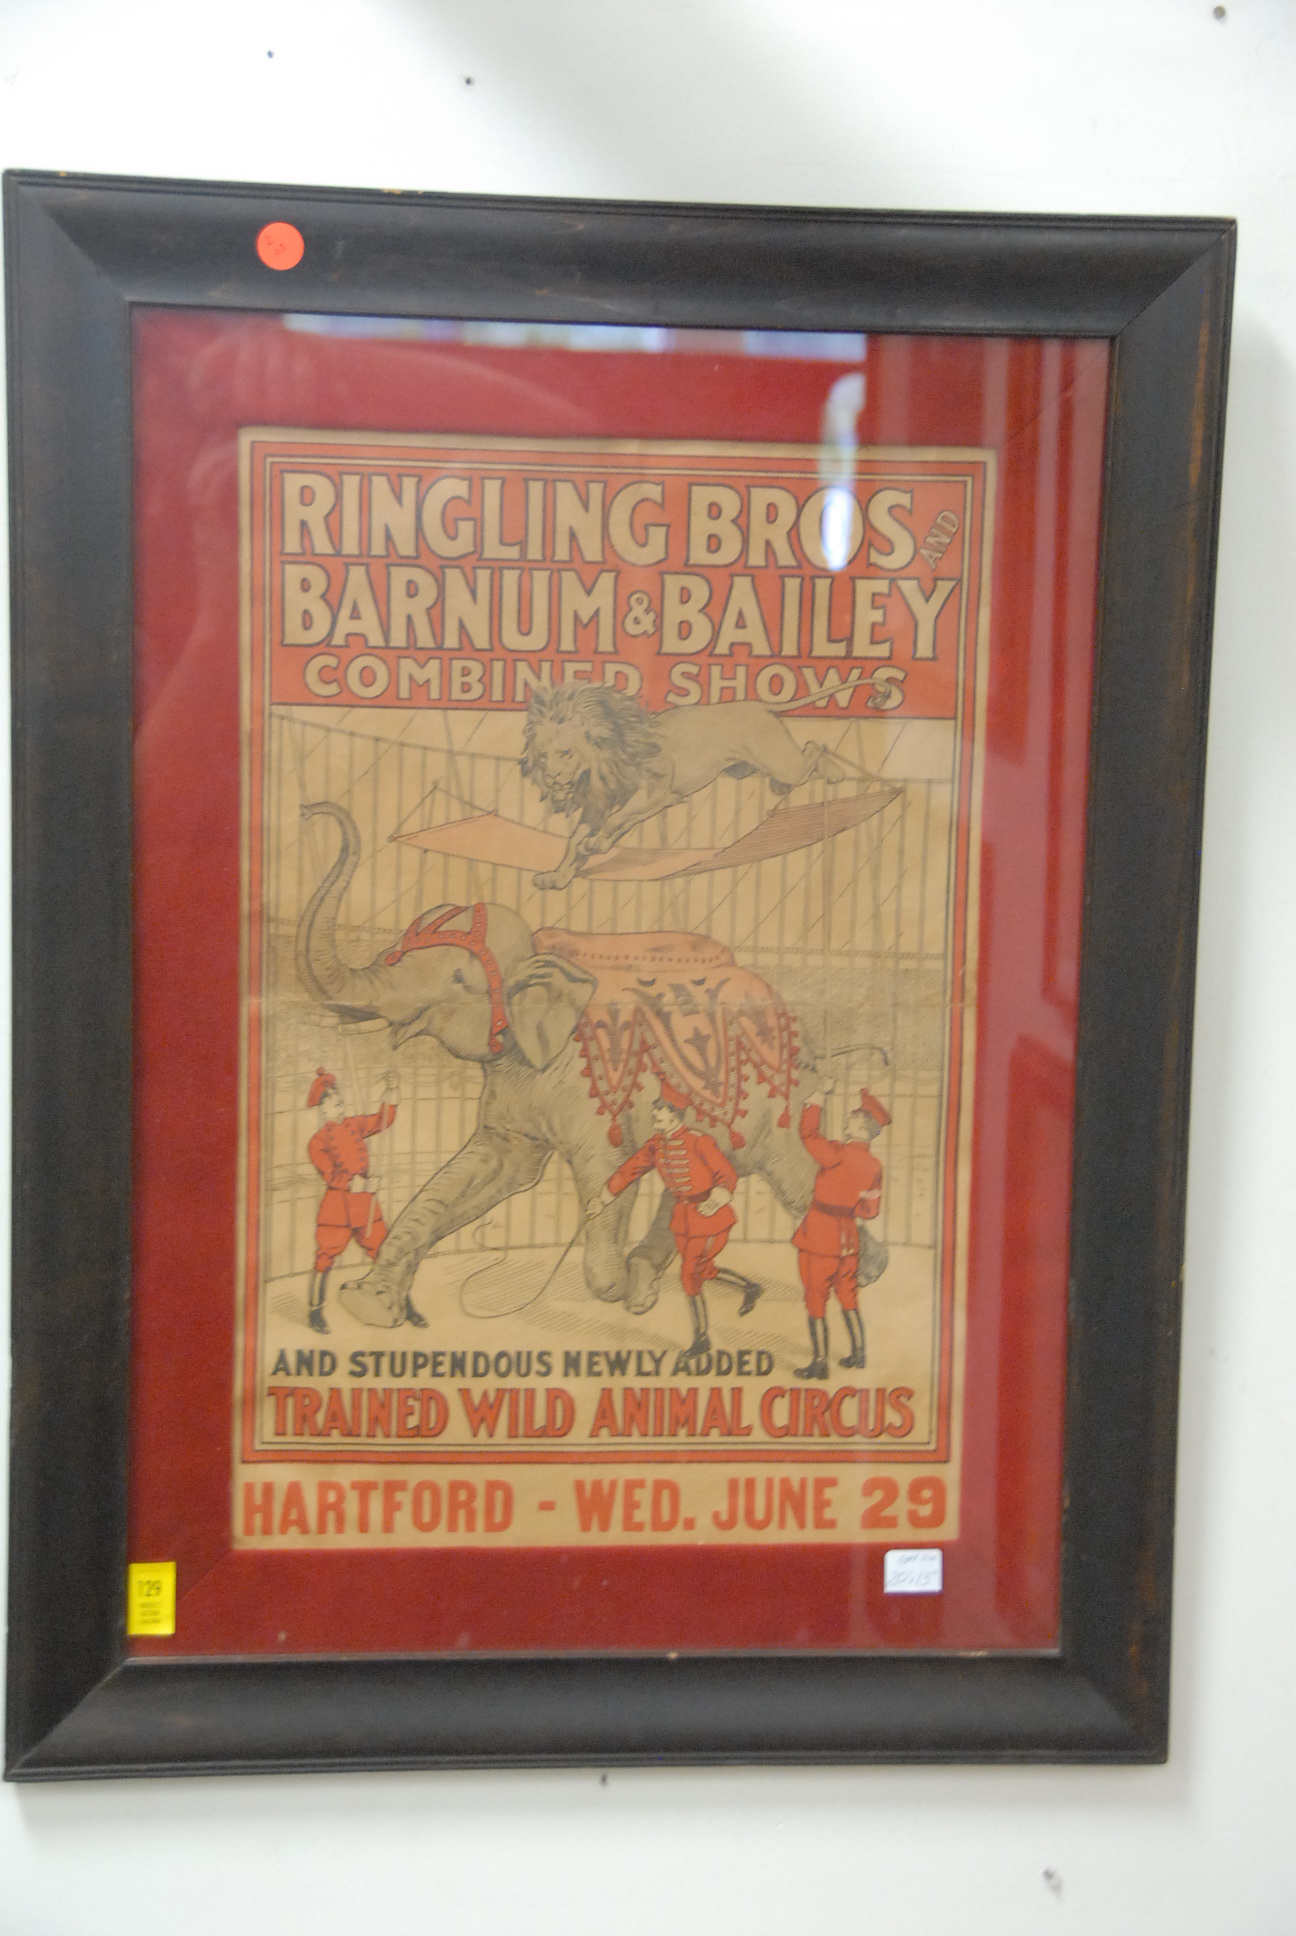 RINGLING BROS AND
BARNUM & BAILEY
COMBINED SHOWS
AND STUPENDOUS NEWLY ADDED
TRAINED WILD ANIMAL CIRCUS
HARTFORD - WED. JUNE 29
129